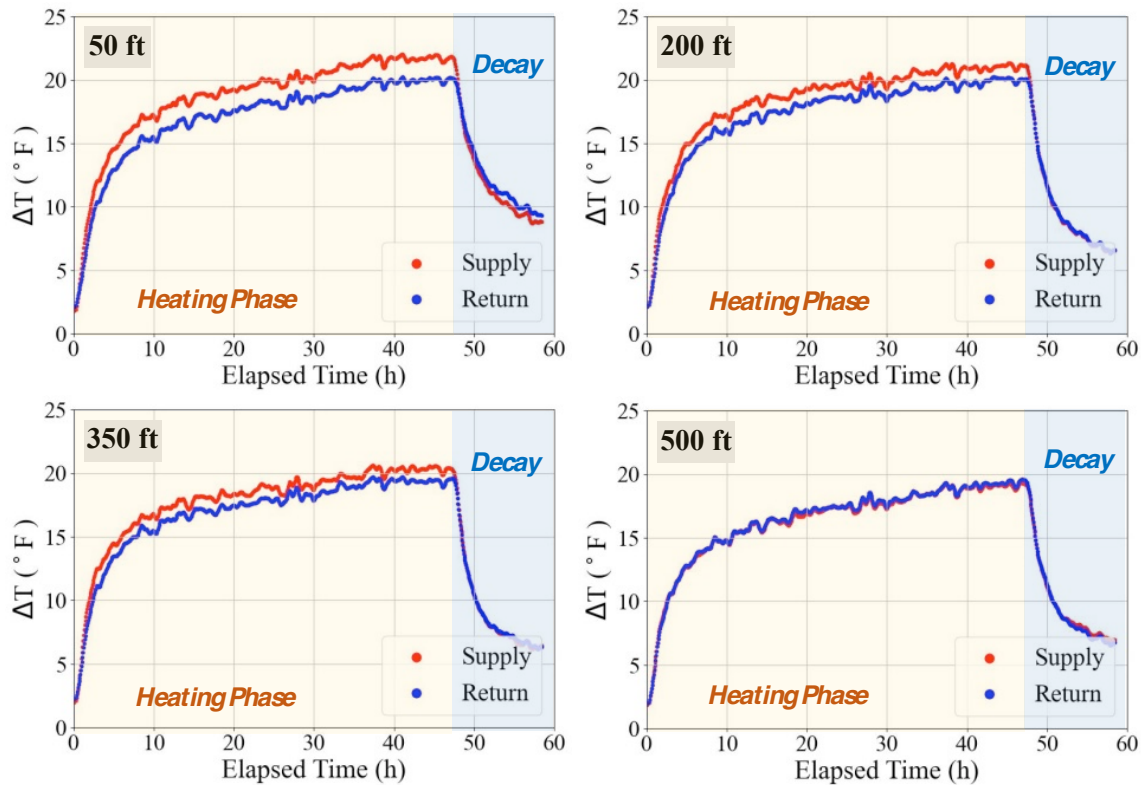 50 ft
Decay
25
20
15
10
5
0
ΔT ( ° F )
Supply
Return
Heating Phase
0 10 20 30 40 50 60
Elapsed Time (h)
200 ft
Decay
25
20
15
10
5
0
ΔT ( ° F )
Supply
Return
Heating Phase
0 10 20 30 40 50 60
Elapsed Time (h)
350 ft
Decay
25
20
15
10
5
0
ΔT ( ° F )
Supply
Return
Heating Phase
0 10 20 30 40 50 60
Elapsed Time (h)
500 ft
Decay
25
20
15
10
5
0
ΔT ( ° F )
Supply
Return
Heating Phase
0 10 20 30 40 50 60
Elapsed Time (h)